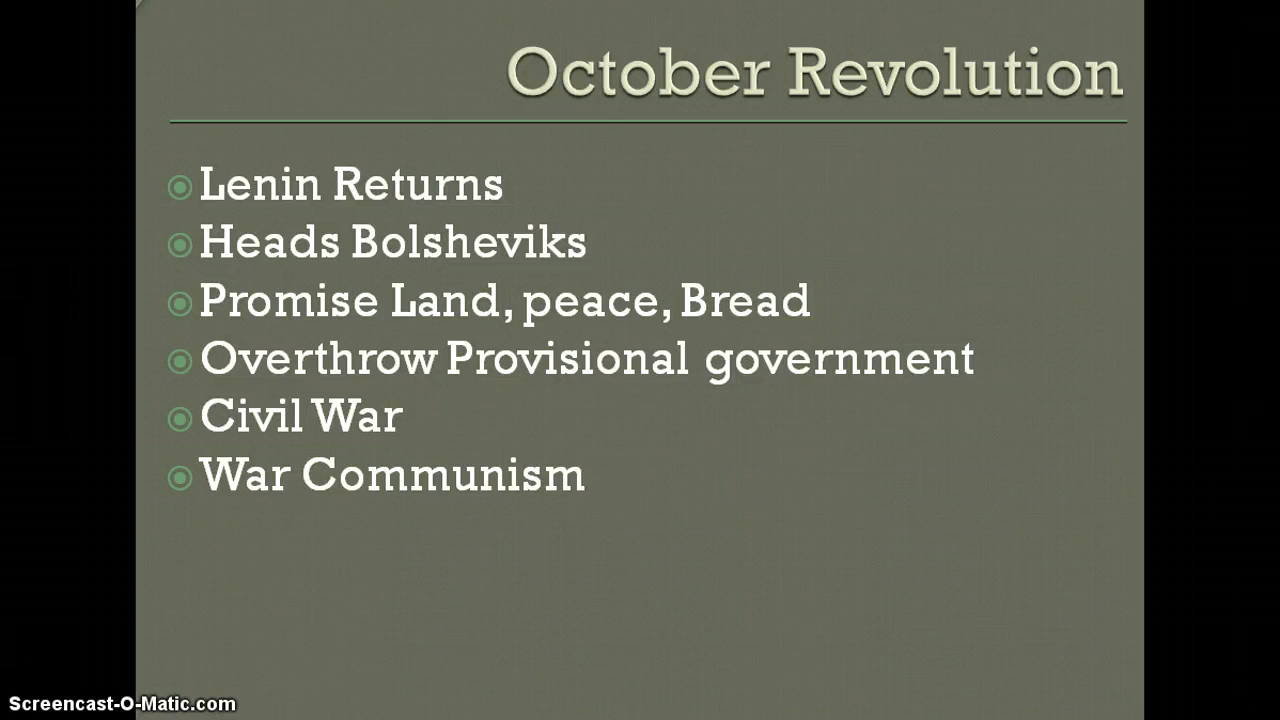 October Revolution
Lenin Returns
Heads Bolsheviks
Promise Land, peace, Bread
Overthrow Provisional government
Civil War
War Communism
Screencast-O-Matic.com